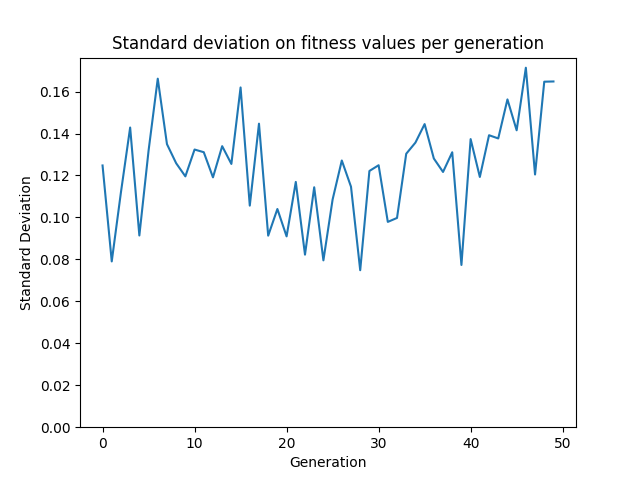 Standard deviation on fitness values per generation
Standard Deviation
0.16
0.14
0.12
0.10
0.08
0.06
0.04
0.02
0.00
0 10 20 30 40 50
Generation